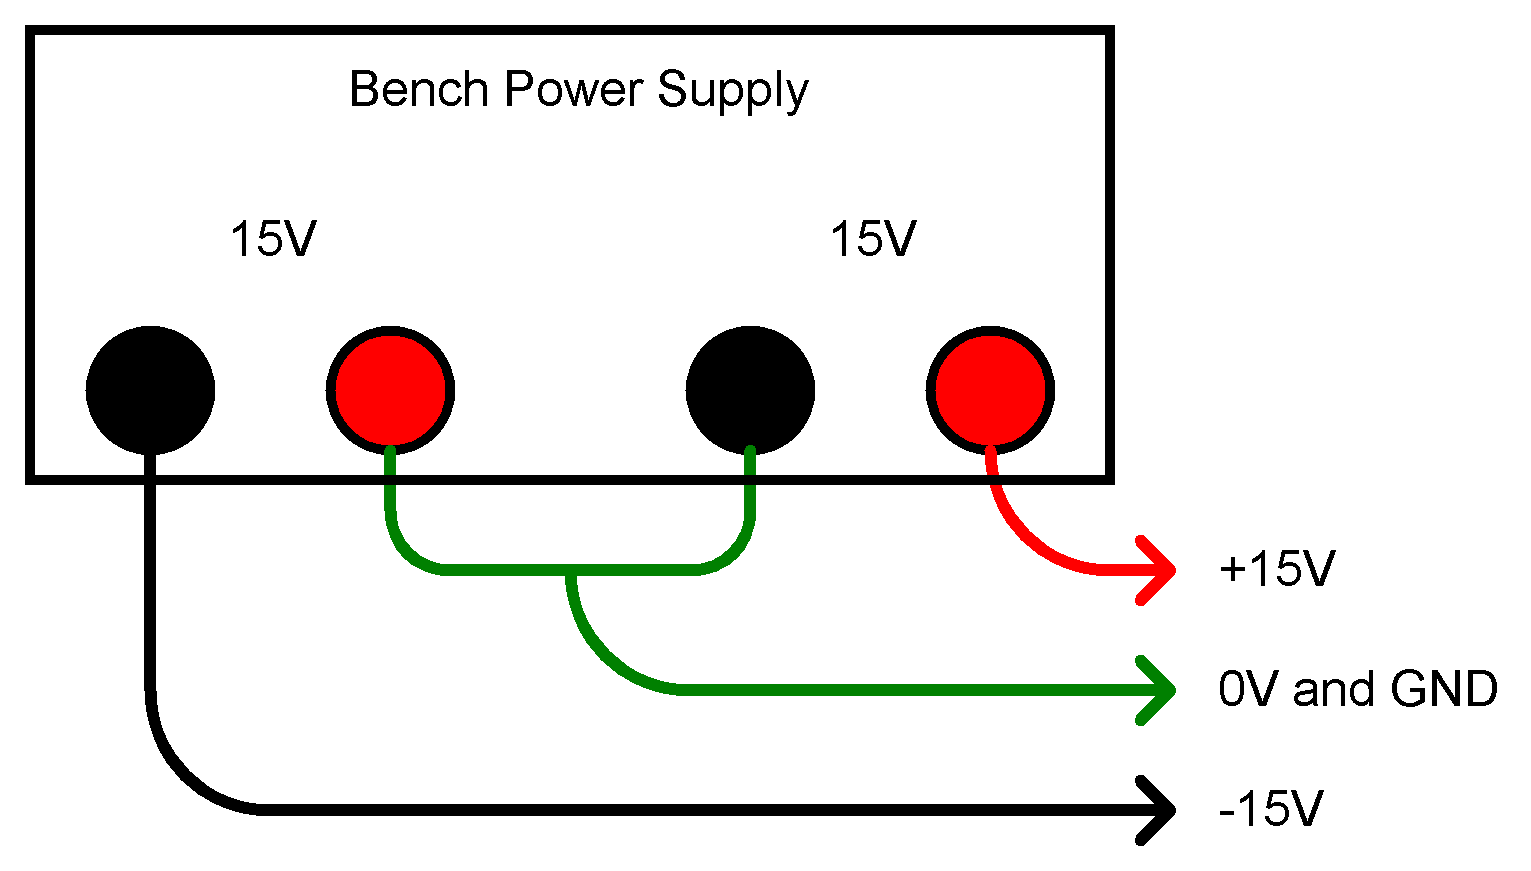 Bench Power Supply
15V 15V
+15V
0V and GND
-15V